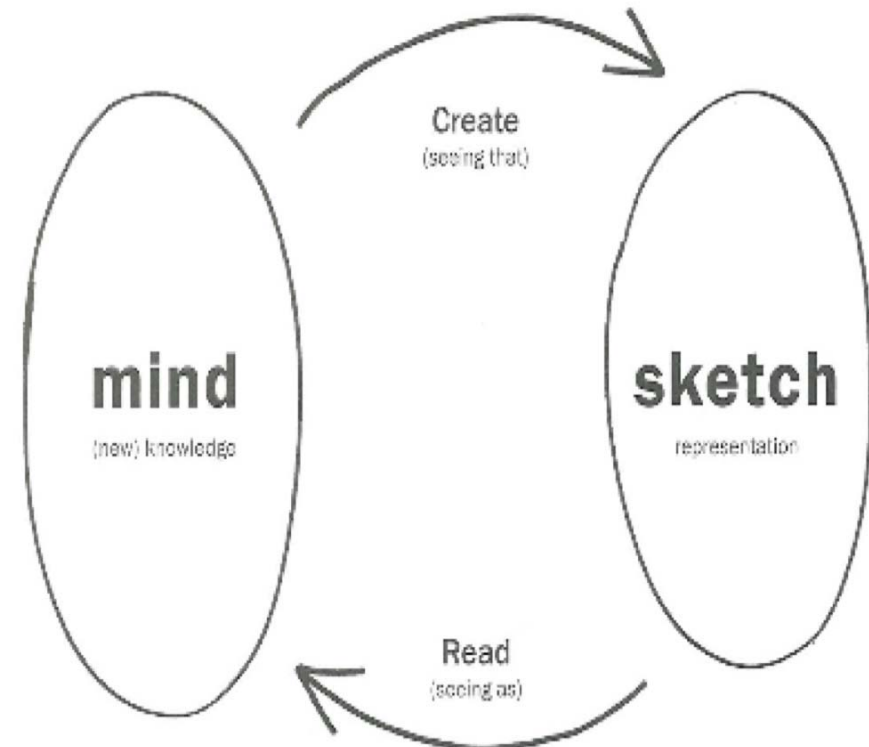 Create
(seeing that)
mind
(new) knowledge
sketch
representation
Read
(seeing as)